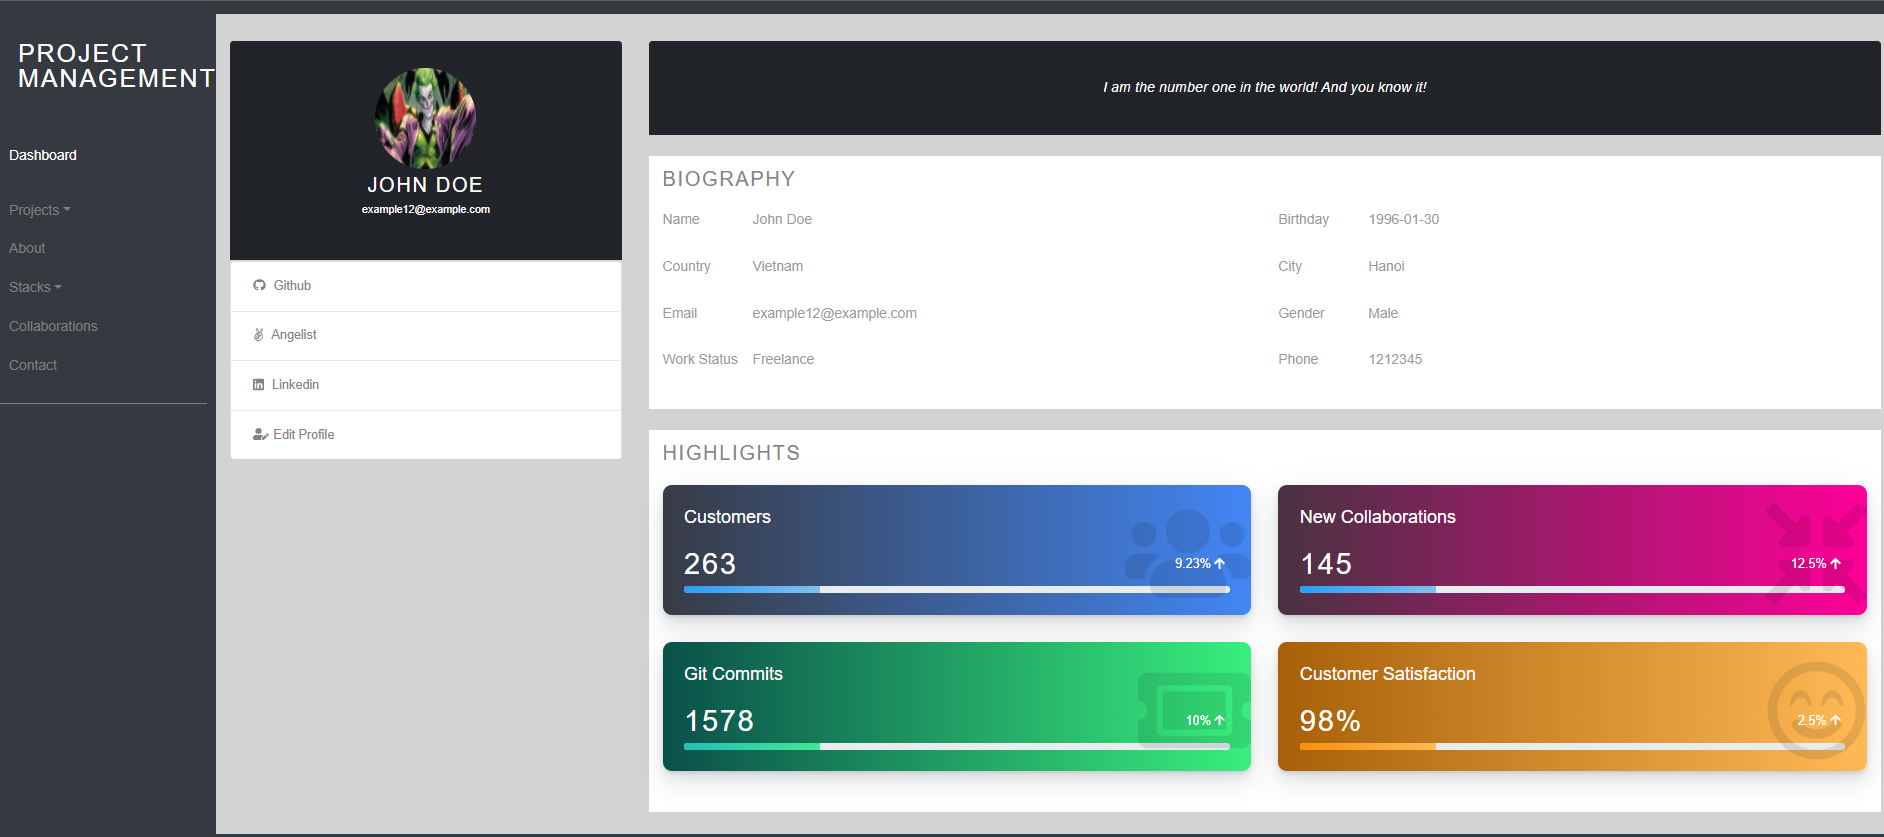 PROJECT
MANAGEMENT
Dashboard
Projects
About
Stacks
Collaborations
Contact
JOHN DOE
example12@example.com
Github
Angelist
Linkedin
Edit Profile
I am the number one in the world! And you know it!
BIOGRAPHY
Name John Doe Birthday 1996-01-30
Country Vietnam City Hanoi
Email example12@example.com Gender Male
Work Status Freelance Phone 1212345
HIGHLIGHTS
Customers
263 9.23%
New Collaborations
145 12.5%
Git Commits
1578 10%
Customer Satisfaction
98% 2.5%